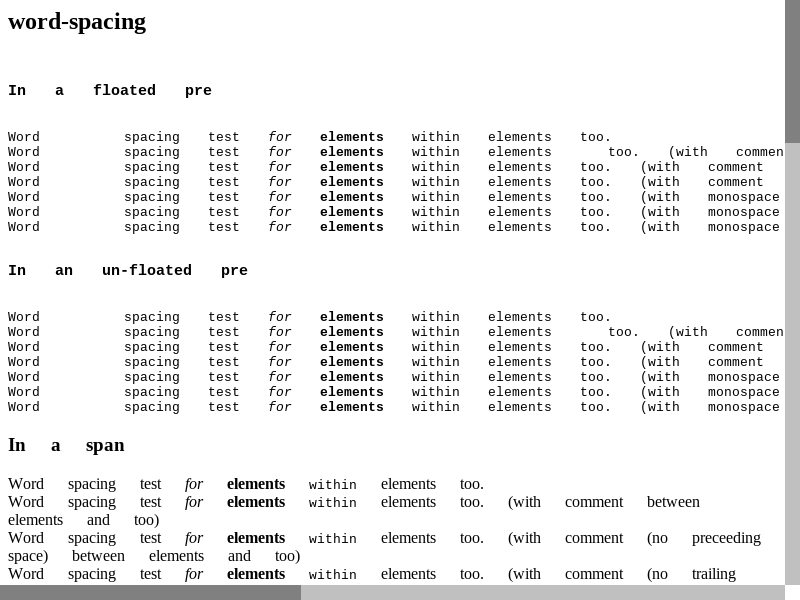 word-spacing
In a floated pre
Word spacing test for elements within elements too.
Word spacing test for elements within elements too. (with commen
Word spacing test for elements within elements too. (with comment
Word spacing test for elements within elements too. (with comment
Word spacing test for elements within elements too. (with monospace
Word spacing test for elements within elements too. (with monospace
Word spacing test for elements within elements too. (with monospace
In an un-floated pre
Word spacing test for elements within elements too.
Word spacing test for elements within elements too. (with commen
Word spacing test for elements within elements too. (with comment
Word spacing test for elements within elements too. (with comment
Word spacing test for elements within elements too. (with monospace
Word spacing test for elements within elements too. (with monospace
Word spacing test for elements within elements too. (with monospace
In a span
Word spacing test for elements within elements too.
Word spacing test for elements within elements too. (with comment between
elements and too)
Word spacing test for elements within elements too. (with comment (no preceeding
space) between elements and too)
Word spacing test for elements within elements too. (with comment (no trailing